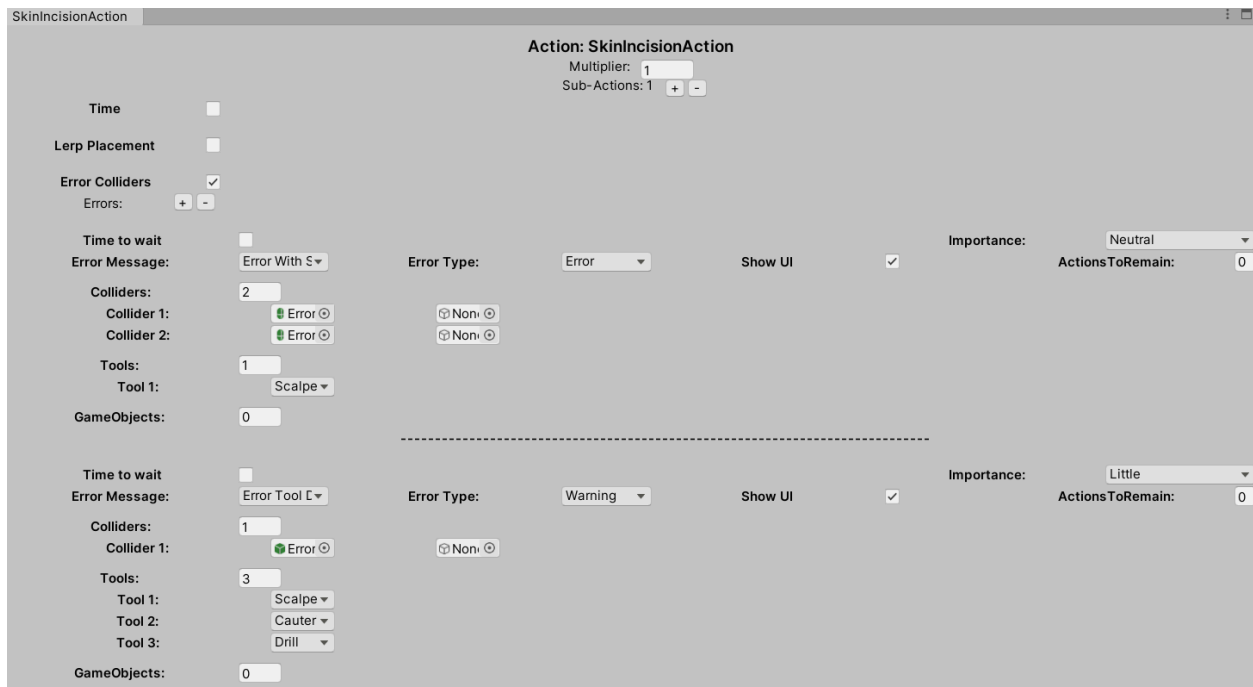 SkinIncisionAction
Action: SkinIncisionAction
Multiplier: 1
Sub-Actions: 1 + -
Time
Lerp Placement
Error Colliders
Errors: + -
Time to wait Importance: Neutral
Error Message: Error With S Error Type: Error Show UI ActionsToRemain: 0
Colliders: 2
Collider 1: Error Non
Collider 2: Error Non
Tools: 1
Tool 1: Scalpe
GameObjects: 0
Time to wait Importance: Little
Error Message: Error Tool D Error Type: Warning Show UI ActionsToRemain: 0
Colliders: 1
Collider 1: Error Non
Tools: 3
Tool 1: Scalpe
Tool 2: Cauter
Tool 3: Drill
GameObjects: 0